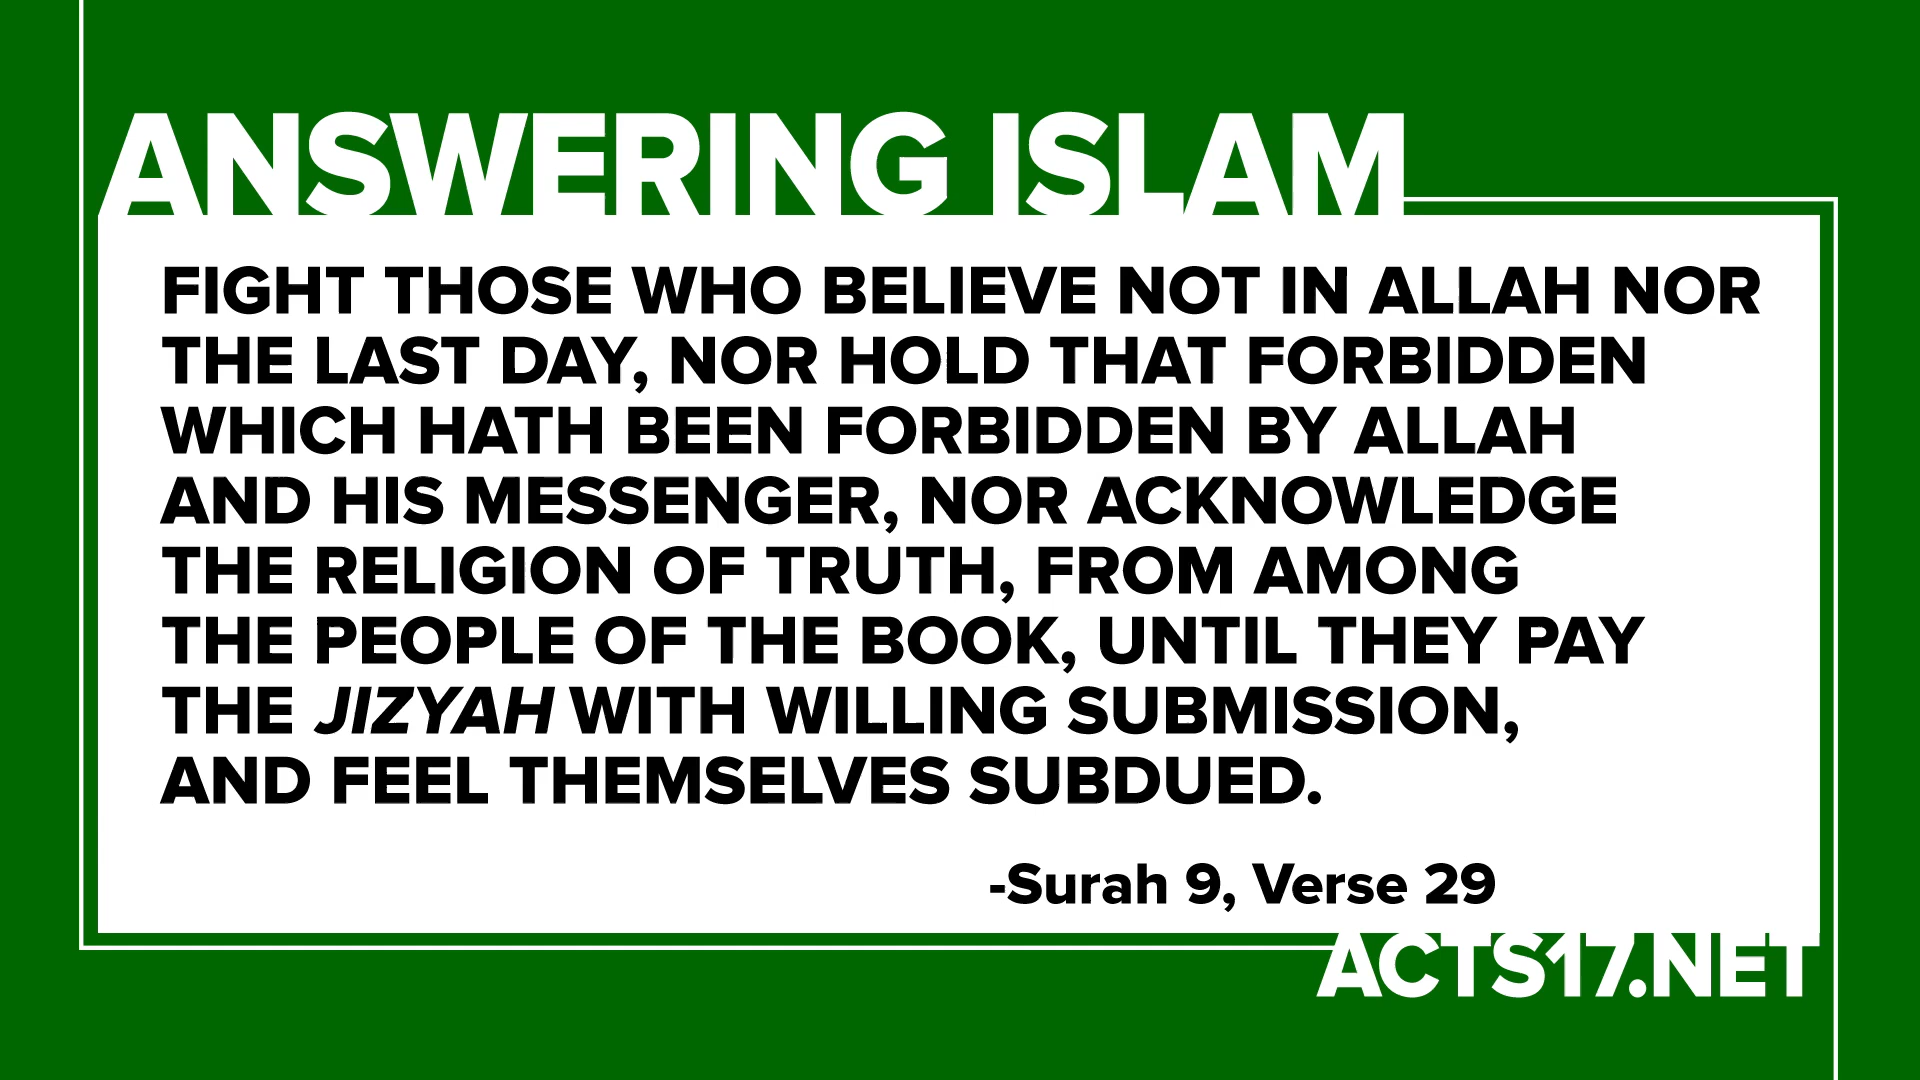 ANSWERING ISLAM
FIGHT THOSE WHO BELIEVE NOT IN ALLAH NOR
THE LAST DAY, NOR HOLD THAT FORBIDDEN
WHICH HATH BEEN FORBIDDEN BY ALLAH
AND HIS MESSENGER, NOR ACKNOWLEDGE
THE RELIGION OF TRUTH, FROM AMONG
THE PEOPLE OF THE BOOK, UNTIL THEY PAY
THE JIZYAH WITH WILLING SUBMISSION,
AND FEEL THEMSELVES SUBDUED.
-Surah 9, Verse 29
ACTS17.NET